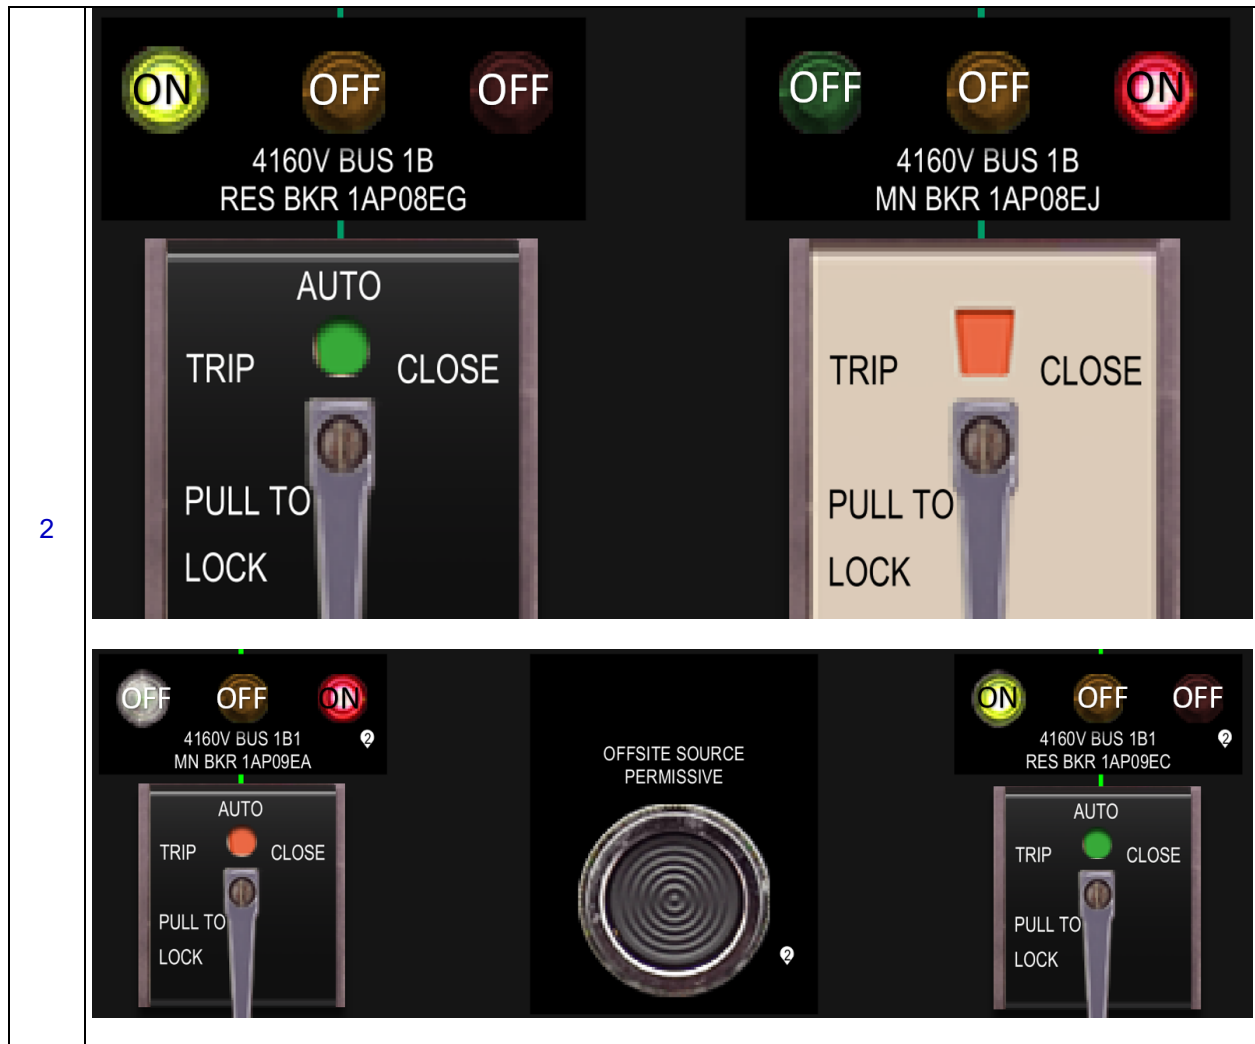 2
ON OFF OFF
4160V BUS 1B
RES BKR 1AP08EG
AUTO
TRIP CLOSE
PULL TO
LOCK
OFF OFF ON
4160V BUS 1B
MN BKR 1AP08EJ
TRIP CLOSE
PULL TO
LOCK
OFF OFF ON
4160V BUS 1B1
MN BKR 1AP09EA
2
AUTO
TRIP CLOSE
PULL TO
LOCK
OFFSITE SOURCE
PERMISSIVE
2
ON OFF OFF
4160V BUS 1B1
RES BKR 1AP09EC
2
AUTO
TRIP CLOSE
PULL TO
LOCK